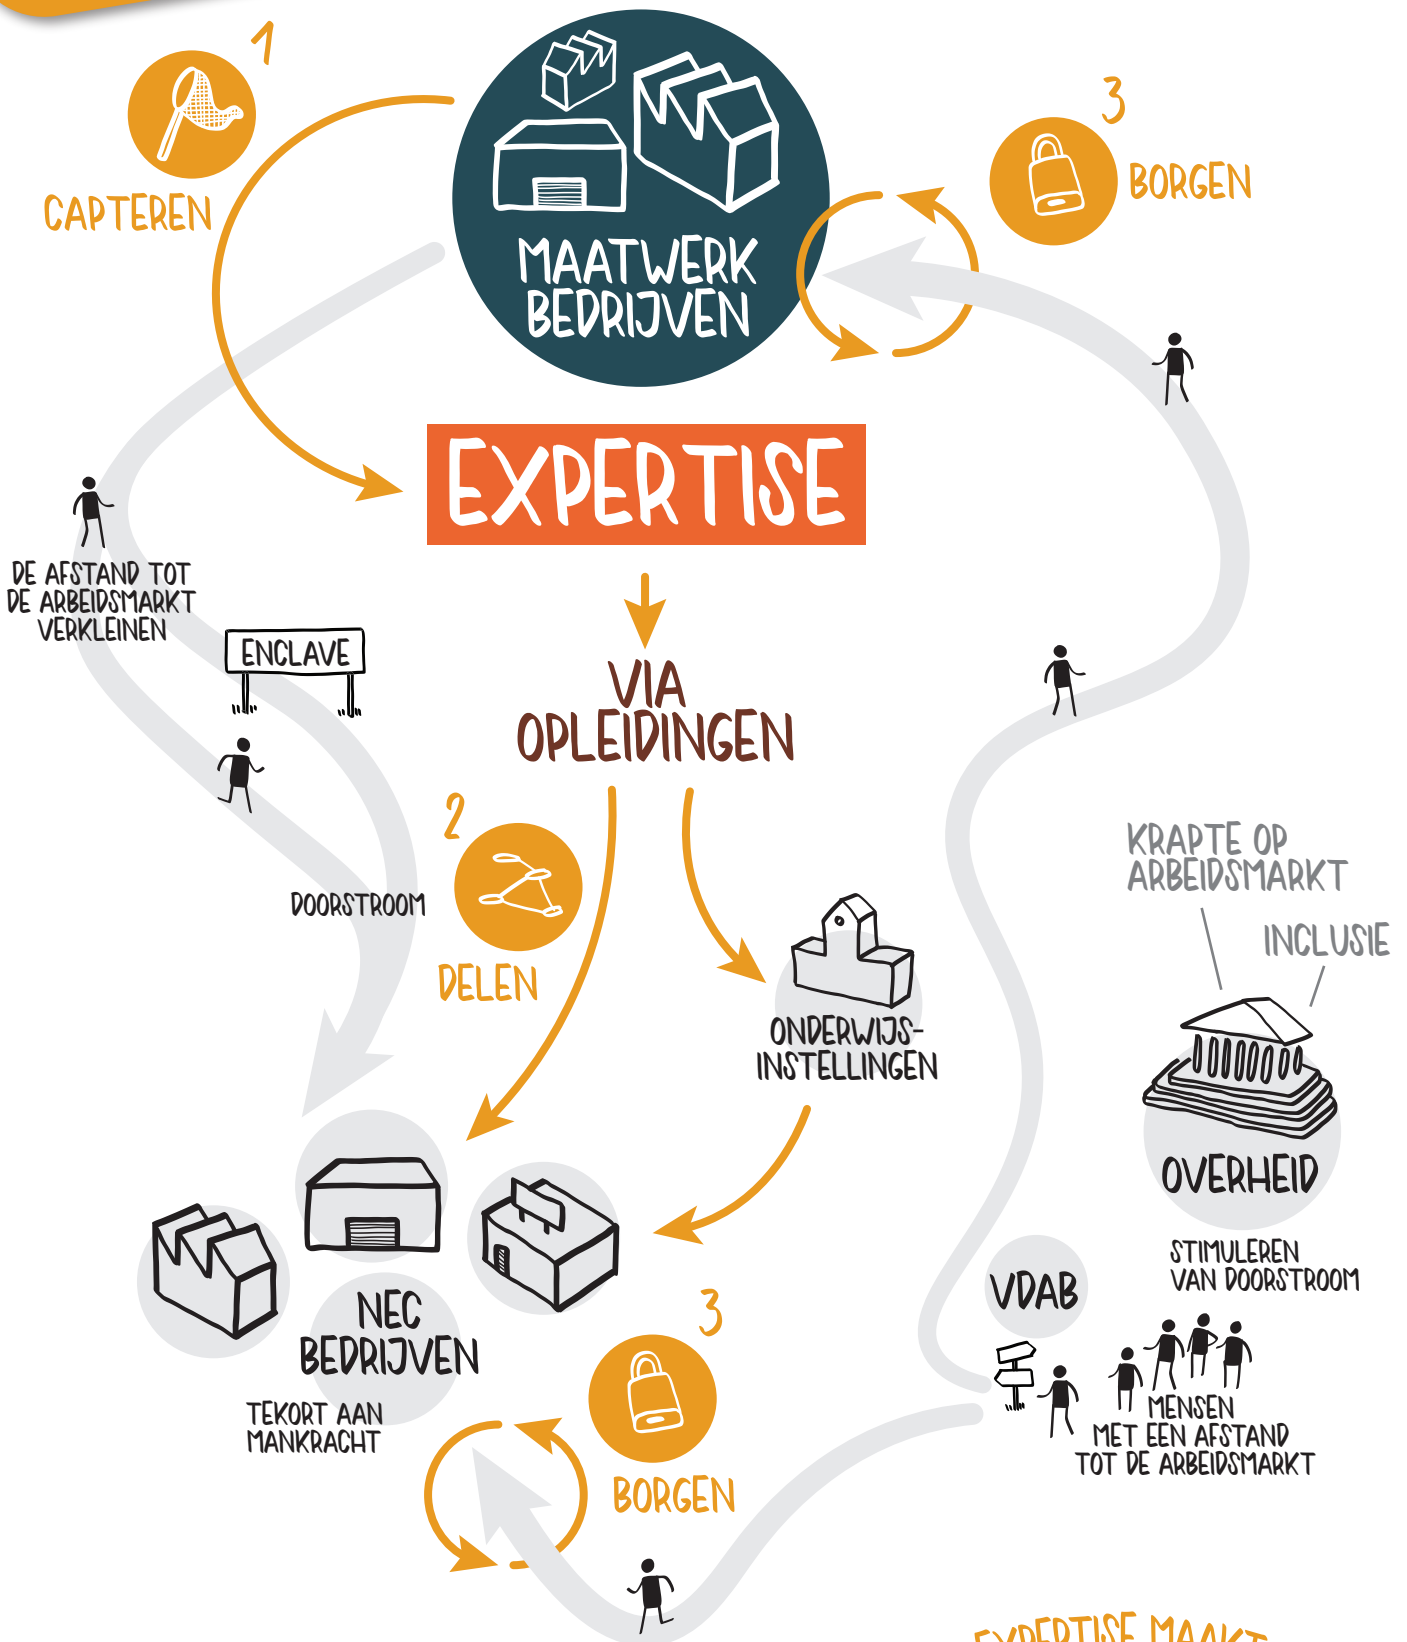 1
CAPTEREN
MAATWERK
BEDRIJVEN
3
BORGEN
EXPERTISE
DE AFSTAND TOT
DE ARBEIDSMARKT
VERKLEINEN
ENCLAVE
VIA
OPLEIDINGEN
2
DELEN
DOORSTROOM
KRAPTE OP
ARBEIDSMARKT
INCLUSIE
ONDERWIJS-
INSTELLINGEN
OVERHEID
STIMULEREN
VAN DOORSTROOM
VDAB
MENSEN
MET EEN AFSTAND
TOT DE ARBEIDSMARKT
NEC
BEDRIJVEN
TEKORT AAN
MANKRACHT
3
BORGEN
EXPERTISE MAAKT